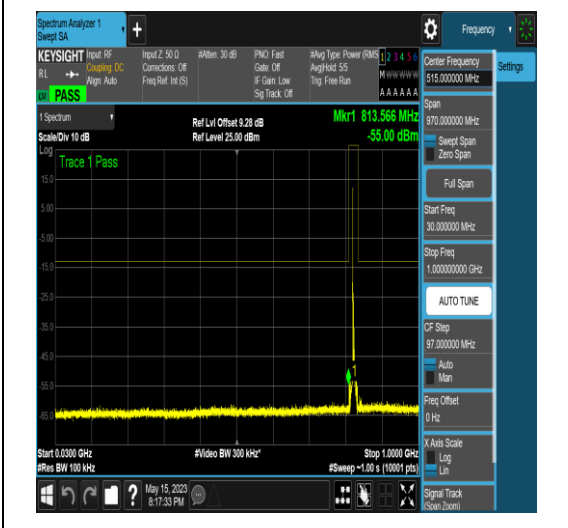 Spectrum Analyzer 1
Swept SA
Frequency
KEYSIGHT
RL
Input: RF
Coupling: DC
Align: Auto
Input Z: 50 Ω
Corrections: Off
Freq Ref: Int (S)
#Atten: 30 dB
PNO: Fast
Gate: Off
IF Gain: Low
Sig Track: Off
#Avg Type: Power (RMS
Avg|Hold: 5/5
Trig: Free Run
1 2 3 4 5 6
M W W W W W
A A A A A A
PASS
1 Spectrum
Scale/Div 10 dB
Ref Lvl Offset 9.28 dB
Ref Level 25.00 dBm
Mkr1 813.566 MHz
-55.00 dBm
Log
Trace 1 Pass
15.0
5.00
-5.00
-15.0
-25.0
-35.0
-45.0
-55.0
-65.0
1
Start 0.0300 GHz
#Res BW 100 kHz
#Video BW 300 kHz*
Stop 1.0000 GHz
#Sweep ~1.00 s (10001 pts)
Center Frequency
515.000000 MHz
Settings
Span
970.000000 MHz
Swept Span
Zero Span
Full Span
Start Freq
30.000000 MHz
Stop Freq
1.000000000 GHz
AUTO TUNE
CF Step
97.000000 MHz
Auto
Man
Freq Offset
0 Hz
X Axis Scale
Log
Lin
Signal Track
(Span Zoom)
?
May 15, 2023
8:17:33 PM